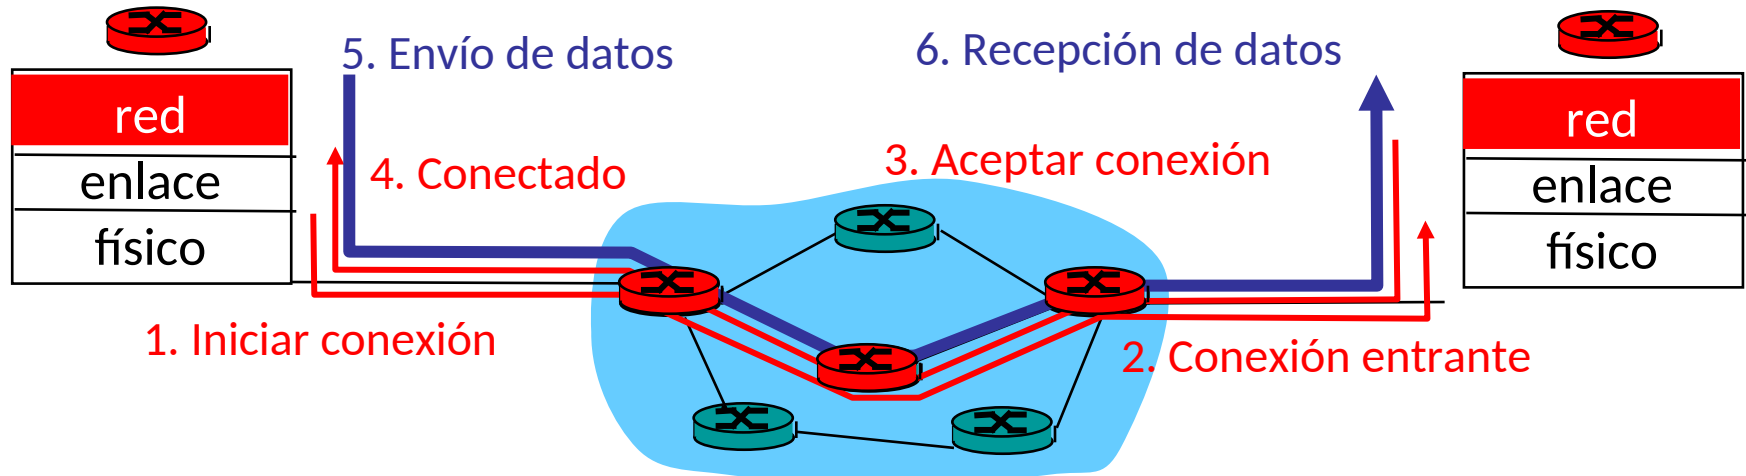 5. Envío de datos
6. Recepción de datos
red
red
4. Conectado
3. Aceptar conexión
enlace
enlace
físico
físico
1. Iniciar conexión
2. Conexión entrante